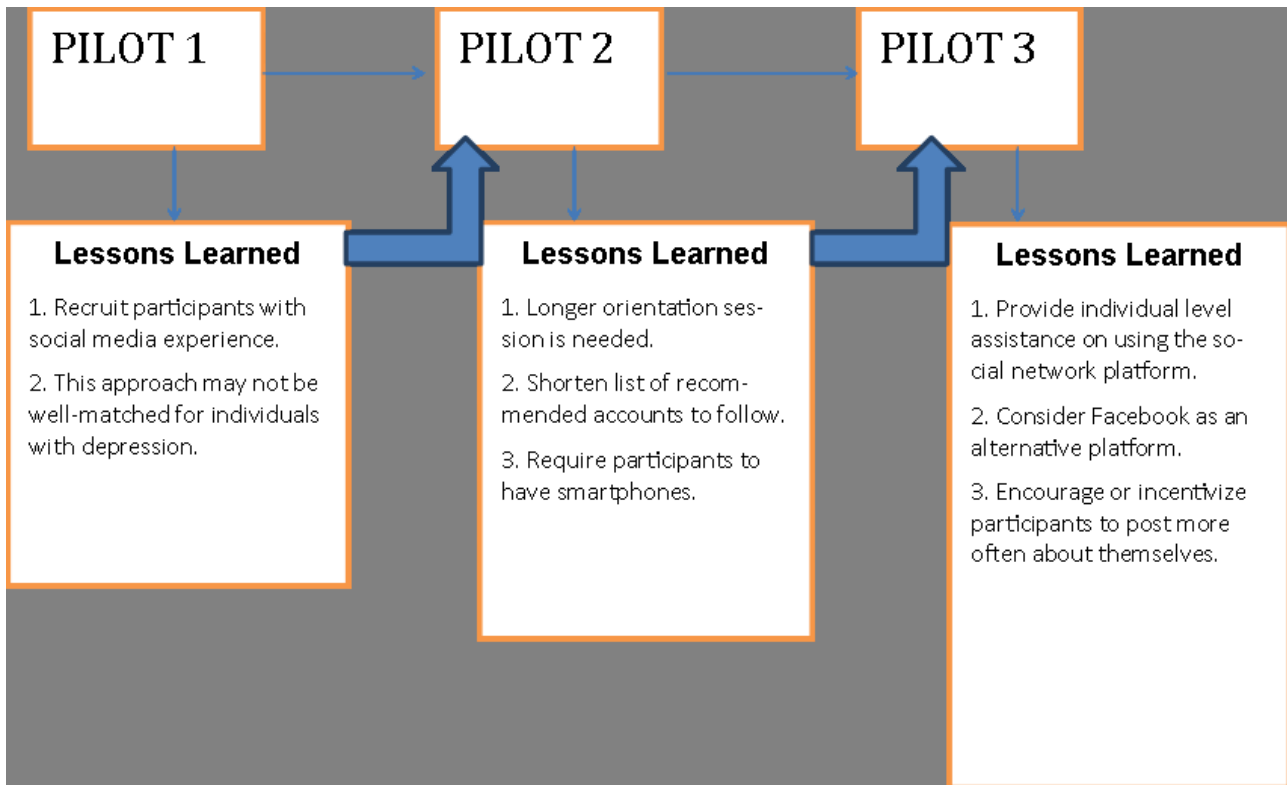 PILOT 1
PILOT 2
PILOT 3
Lessons Learned
1. Recruit participants with
social media experience.
2. This approach may not be
well-matched for individuals
with depression.
Lessons Learned
1. Longer orientation ses-
sion is needed.
2. Shorten list of recom-
mended accounts to follow.
3. Require participants to
have smartphones.
Lessons Learned
1. Provide individual level
assistance on using the so-
cial network platform.
2. Consider Facebook as an
alternative platform.
3. Encourage or incentivize
participants to post more
often about themselves.